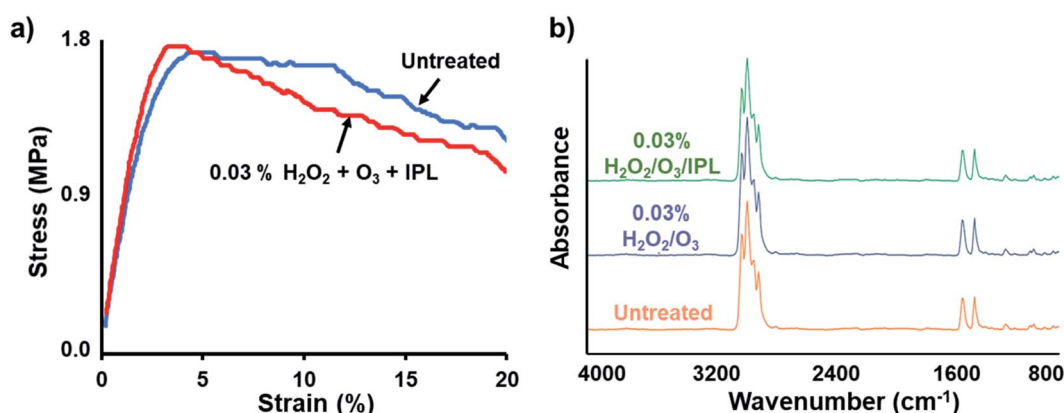 a)
Stress (MPa)
1.8
0.9
0.0
Untreated
0.03 % H₂O₂ + O₃ + IPL
0 5 10 15 20
Strain (%)
b)
Absorbance
0.03%
H₂O₂/O₃/IPL
0.03%
H₂O₂/O₃
Untreated
4000 3200 2400 1600 800
Wavenumber (cm⁻¹)